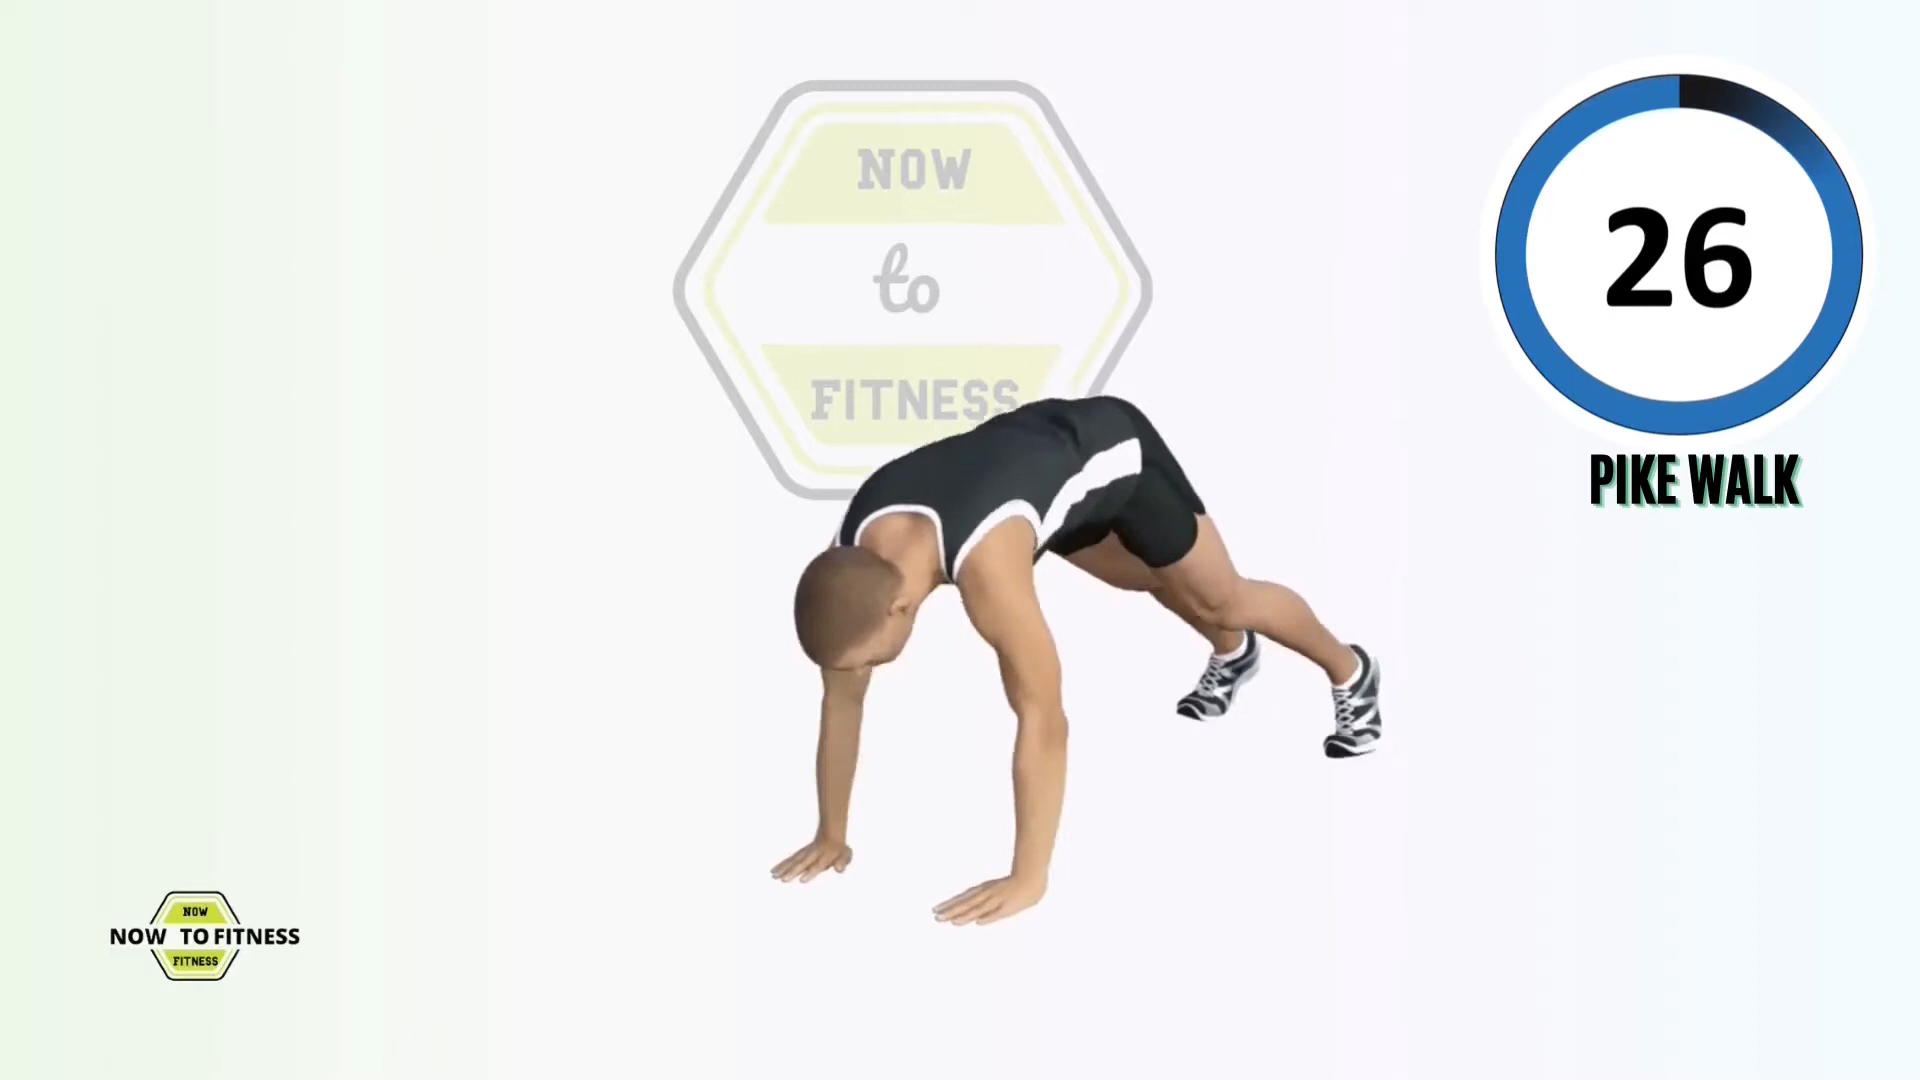 NOW
to
FITNESS
26
PIKE WALK
NOW
NOW TO FITNESS
FITNESS